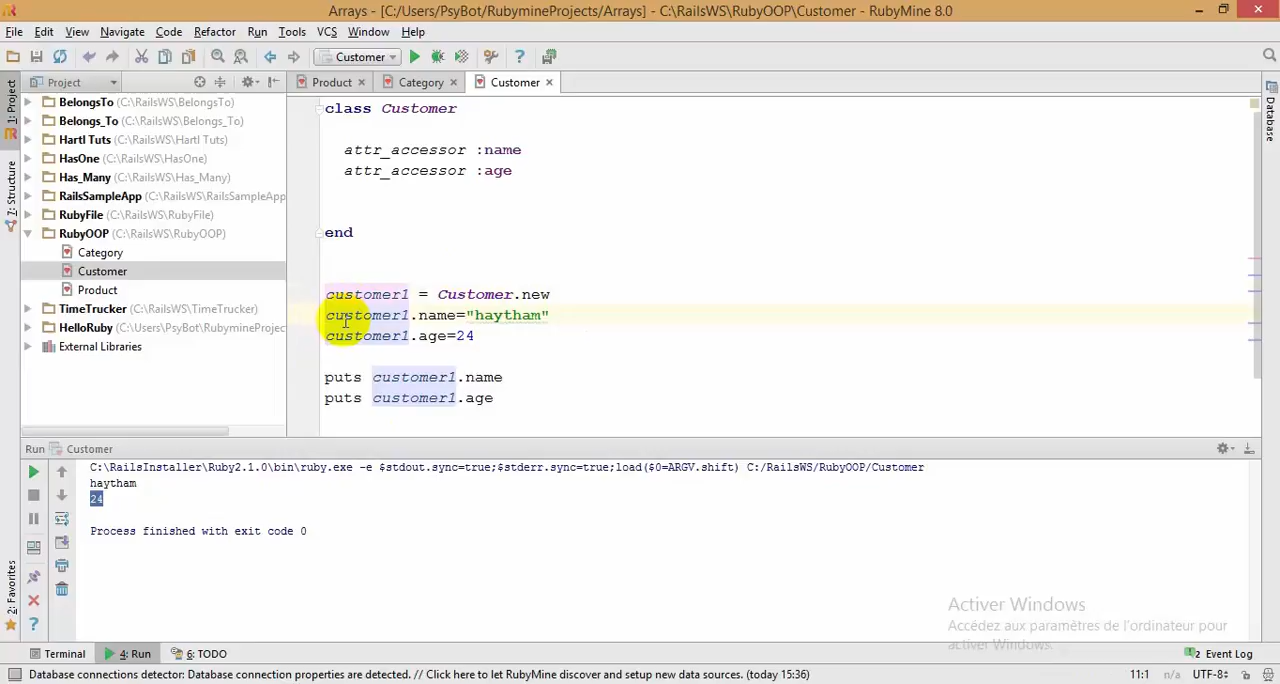 Arrays - [C:/Users/PsyBot/RubymineProjects/Arrays] - C:\RailsWS\RubyOOP\Customer - RubyMine 8.0
File Edit View Navigate Code Refactor Run Tools VCS Window Help
Customer
1: Project
Project
Product
Category
Customer
BelongsTo (C:\RailsWS\BelongsTo)
Belongs_To (C:\RailsWS\Belongs_To)
Hartl Tuts (C:\RailsWS\Hartl Tuts)
HasOne (C:\RailsWS\HasOne)
Has_Many (C:\RailsWS\Has_Many)
RailsSampleApp (C:\RailsWS\RailsSampleApp
RubyFile (C:\RailsWS\RubyFile)
RubyOOP (C:\RailsWS\RubyOOP)
Category
Customer
Product
TimeTrucker (C:\RailsWS\TimeTrucker)
HelloRuby (C:\Users\PsyBot\RubymineProjec
External Libraries
7: Structure
class Customer
attr_accessor :name
attr_accessor :age
end
customer1 = Customer.new
customer1.name="haytham"
customer1.age=24
puts customer1.name
puts customer1.age
Database
Run Customer
C:\RailsInstaller\Ruby2.1.0\bin\ruby.exe -e $stdout.sync=true;$stderr.sync=true;load($0=ARGV.shift) C:/RailsWS/RubyOOP/Customer
haytham
24
Process finished with exit code 0
2: Favorites
Activer Windows
Accédez aux paramètres de l'ordinateur pour
activer Windows.
Terminal 4: Run 6: TODO 2 Event Log
Database connections detector: Database connection properties are detected. // Click here to let RubyMine discover and setup new data sources. (today 15:36) 11:1 n/a UTF-8